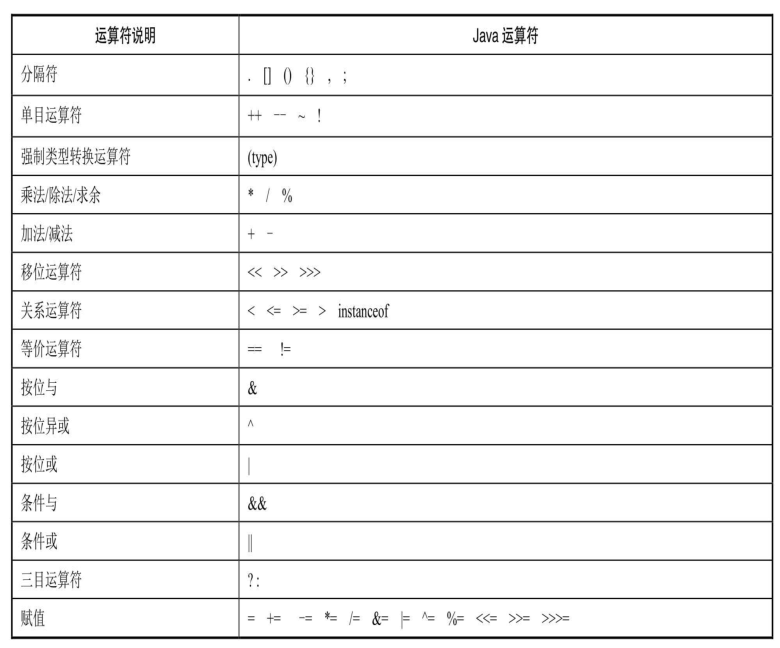 运算符说明 Java 运算符
分隔符 . [] () {} , ;
单目运算符 ++ -- ~ !
强制类型转换运算符 (type)
乘法/除法/求余 * / %
加法/减法 + -
移位运算符 << >> >>>
关系运算符 < <= >= > instanceof
等价运算符 == !=
按位与 &
按位异或 ^
按位或 |
条件与 &&
条件或 ||
三目运算符 ? :
赋值 = += -= *= /= &= |= ^= %= <<= >>= >>>=